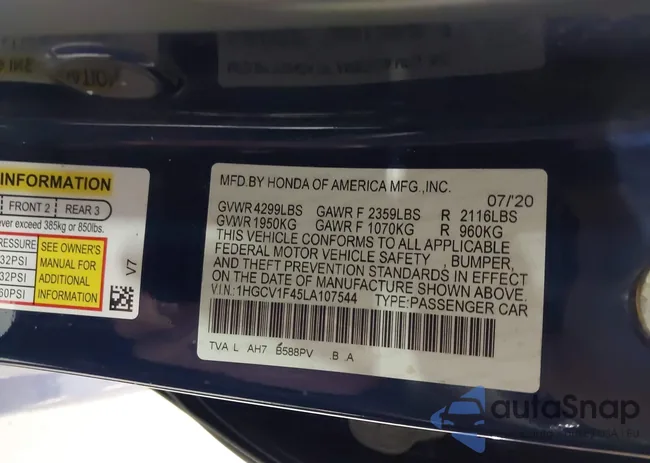 INFORMATION
FRONT 2 REAR 3
ever exceed 385kg or 850lbs.
PRESSURE
32PSI
32PSI
60PSI
SEE OWNER'S
MANUAL FOR
ADDITIONAL
INFORMATION
V7
MFD.BY HONDA OF AMERICA MFG.,INC.
07/'20
GVWR 4299LBS GAWR F 2359LBS R 2116LBS
GVWR 1950KG GAWR F 1070KG R 960KG
THIS VEHICLE CONFORMS TO ALL APPLICABLE
FEDERAL MOTOR VEHICLE SAFETY , BUMPER,
AND THEFT PREVENTION STANDARDS IN EFFECT
ON THE DATE OF MANUFACTURE SHOWN ABOVE.
V.I.N.:1HGCV1F45LA107544 TYPE:PASSENGER CAR
TVA L AH7 B588PV .B .A
autoSnap